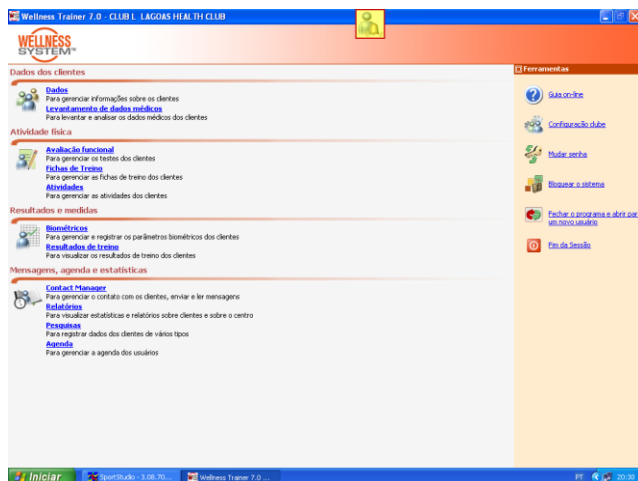 Wellness Trainer 7.0 - CLUB L LAGOAS HEALTH CLUB
WELLNESS
SYSTEM™
Dados dos clientes
Dados
Para gerenciar informações sobre os clientes
Levantamento de dados médicos
Para levantar e analisar os dados médicos dos clientes
Atividade física
Avaliação funcional
Para gerenciar os testes dos clientes
Fichas de Treino
Para gerenciar as fichas de treino dos clientes
Atividades
Para gerenciar as atividades dos clientes
Resultados e medidas
Biométricos
Para gerenciar e registrar os parâmetros biométricos dos clientes
Resultados de treino
Para visualizar os resultados de treino dos clientes
Mensagens, agenda e estatísticas
Contact Manager
Para gerenciar o contato com os clientes, enviar e ler mensagens
Relatórios
Para visualizar estatísticas e relatórios sobre clientes e sobre o centro
Pesquisas
Para registrar dados dos clientes de vários tipos
Agenda
Para gerenciar a agenda dos usuários
Ferramentas
Guia on-line
Configuração clube
Mudar senha
Bloquear o sistema
Fechar o programa e abrir par
um novo usuário
Fim da Sessão
Iniciar
SportStudio - 3.08.70...
Wellness Trainer 7.0 ...
PT
20:30